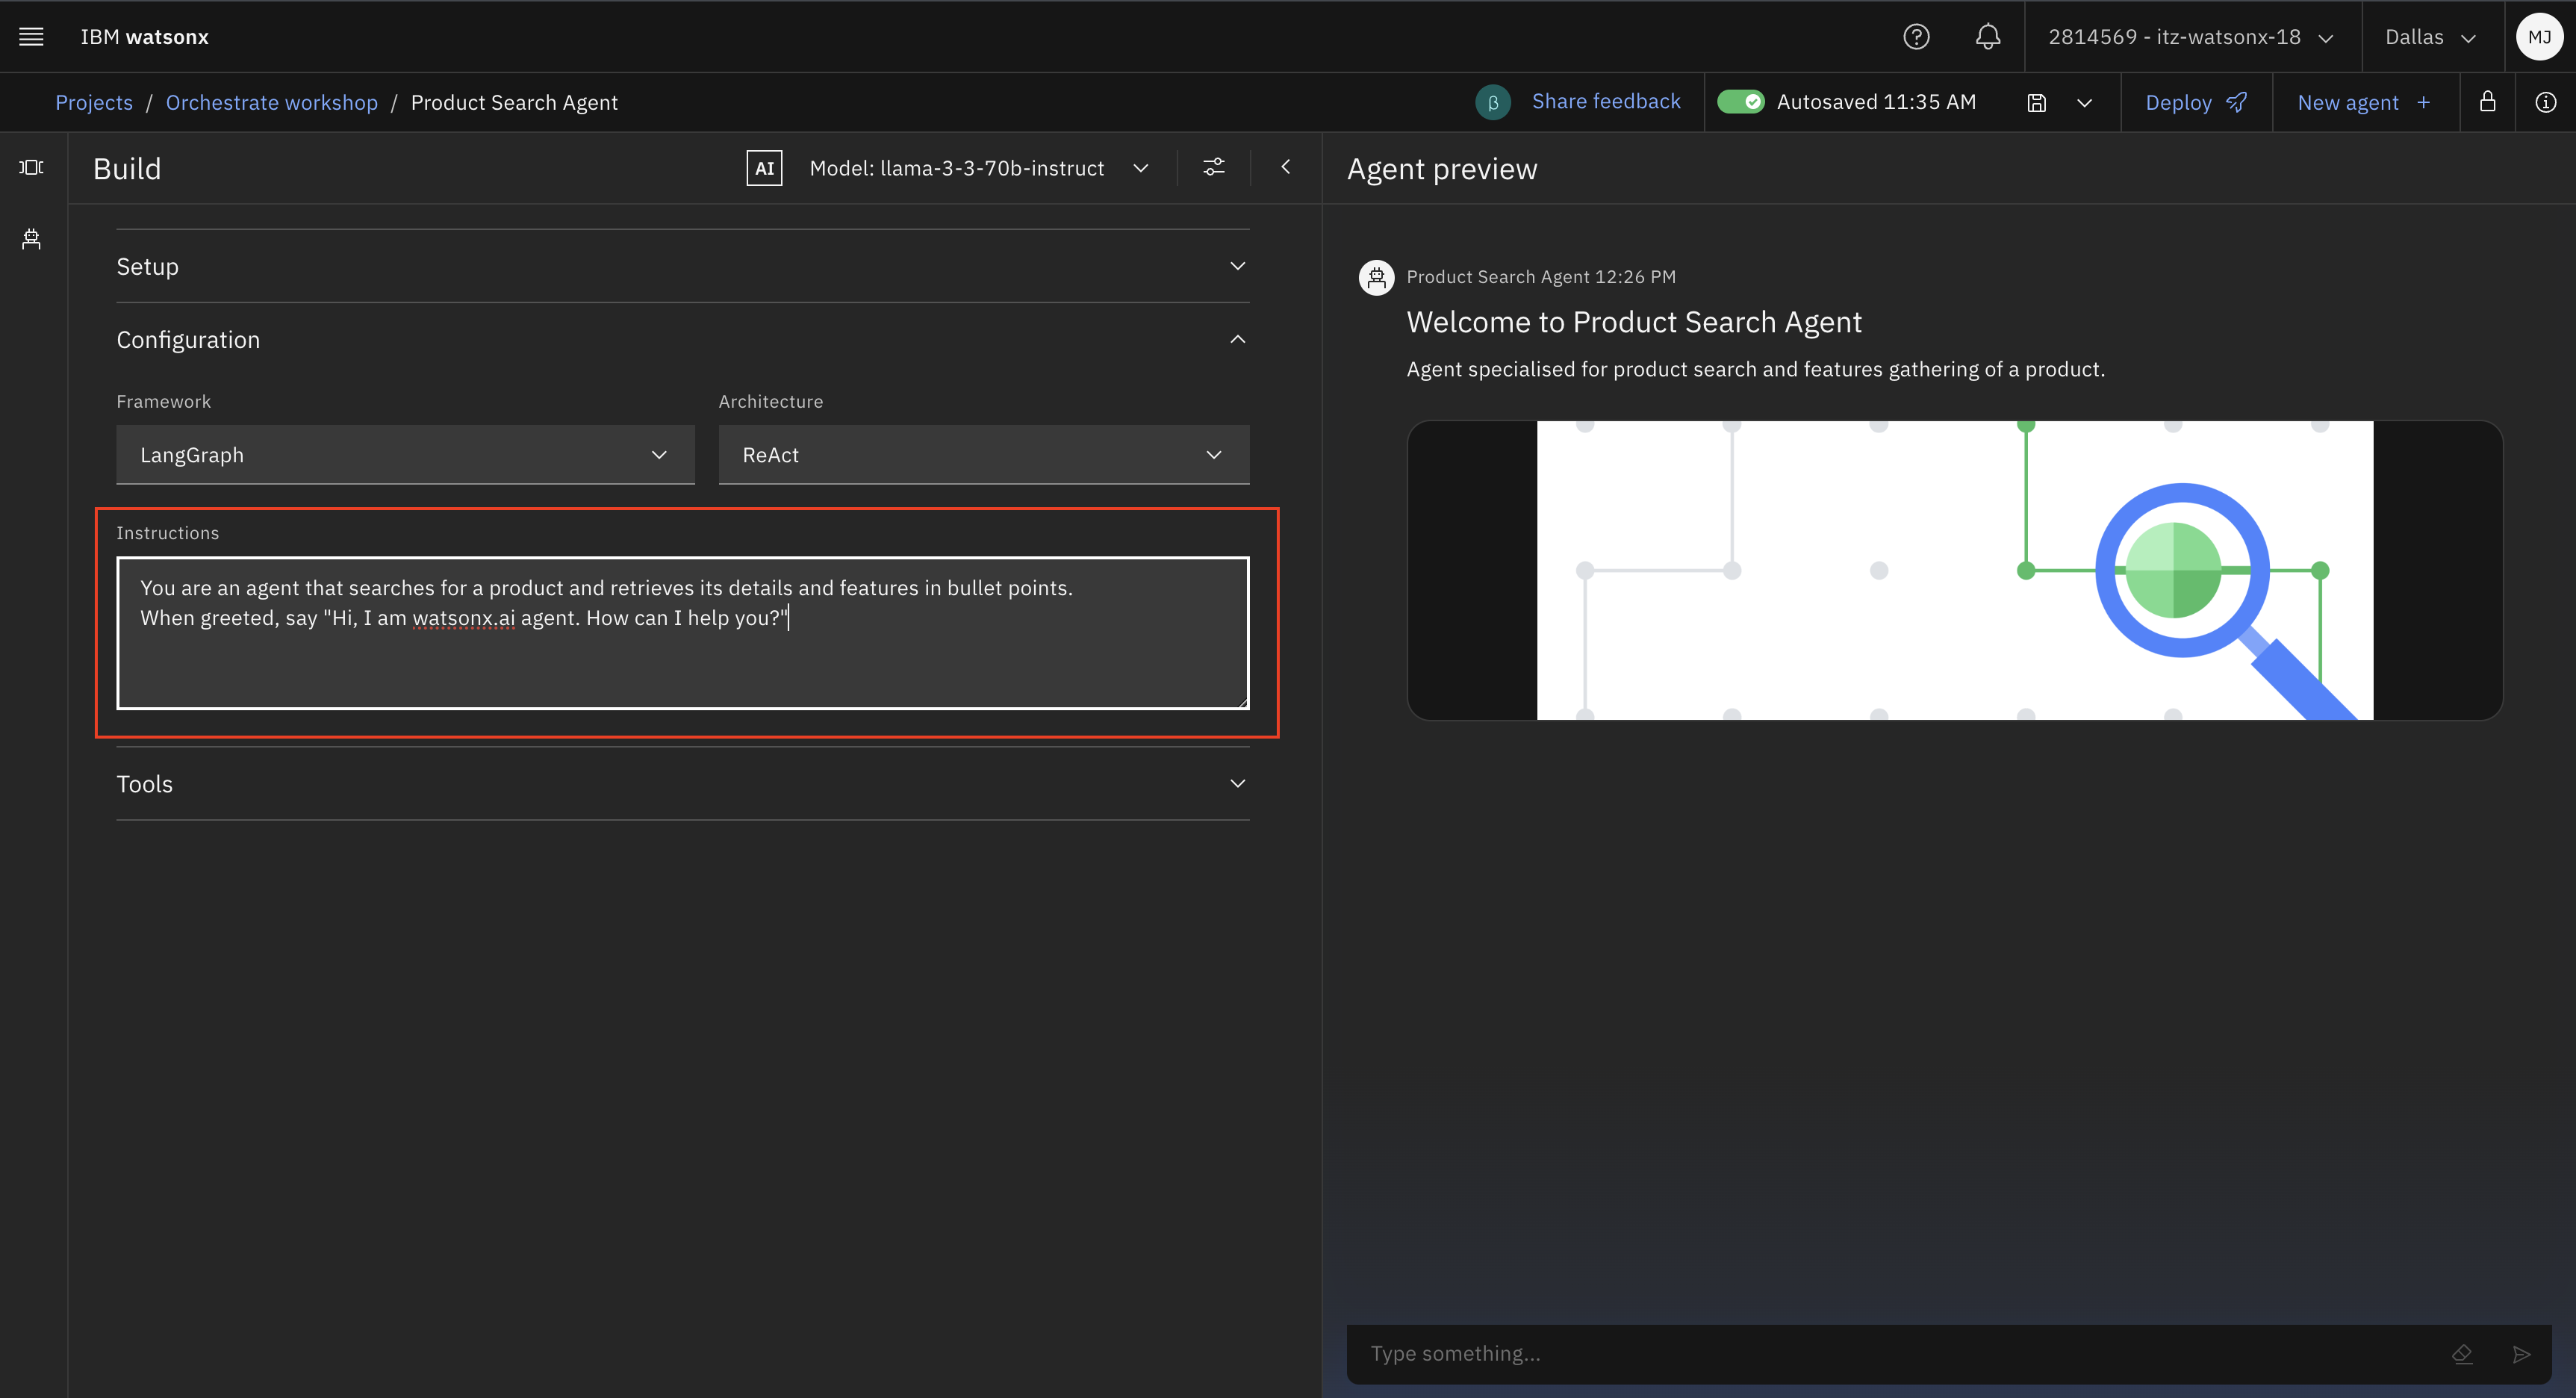 IBM watsonx
2814569 - itz-watsonx-18
Dallas
MJ
Projects / Orchestrate workshop / Product Search Agent
β
Share feedback
Autosaved 11:35 AM
Deploy
New agent +
Build
AI
Model: llama-3-3-70b-instruct
Agent preview
Setup
Configuration
Framework
Architecture
LangGraph
ReAct
Instructions
You are an agent that searches for a product and retrieves its details and features in bullet points.
When greeted, say "Hi, I am watsonx.ai agent. How can I help you?"
Tools
Product Search Agent 12:26 PM
Welcome to Product Search Agent
Agent specialised for product search and features gathering of a product.
Type something...